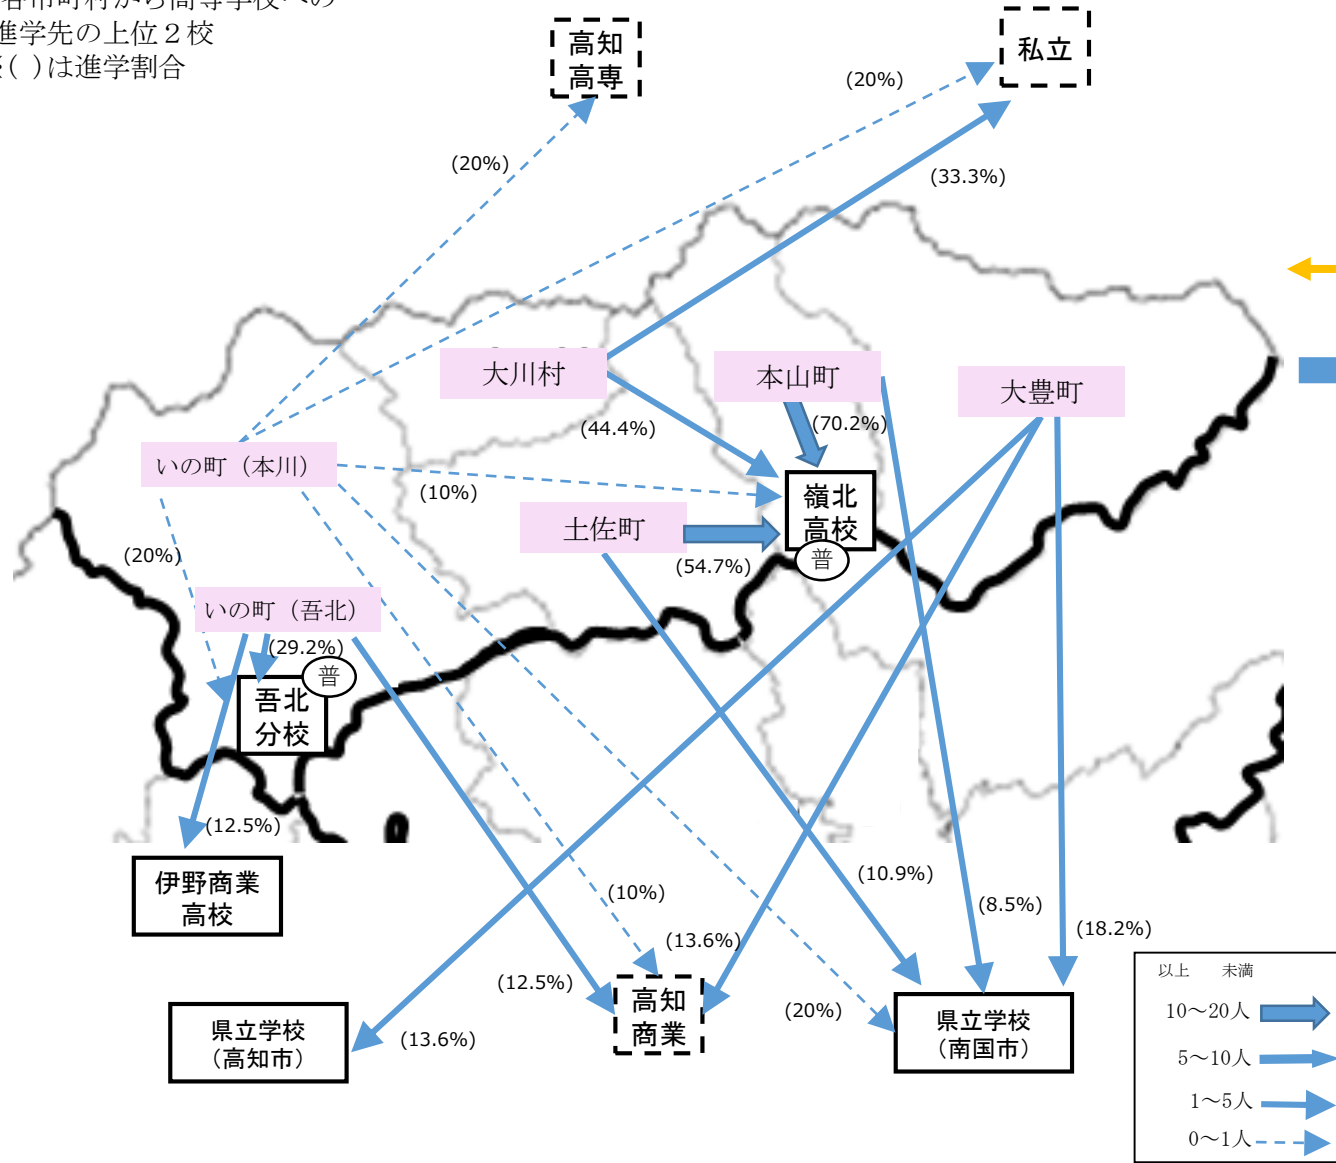 進学先の上位２校
( )は進学割合
高知
高専
私立
(20%)
(20%)
(33.3%)
大川村
本山町
大豊町
(44.4%)
(70.2%)
いの町（本川）
(10%)
嶺北
高校
普
土佐町
(54.7%)
(20%)
いの町（吾北）
(29.2%)
普
吾北
分校
(12.5%)
伊野商業
高校
(10.9%)
(10%)
(8.5%)
(13.6%)
(18.2%)
(12.5%)
高知
商業
(20%)
県立学校
（高知市）
(13.6%)
県立学校
（南国市）
以上　未満
10～20人
5～10人
1～5人
0～1人